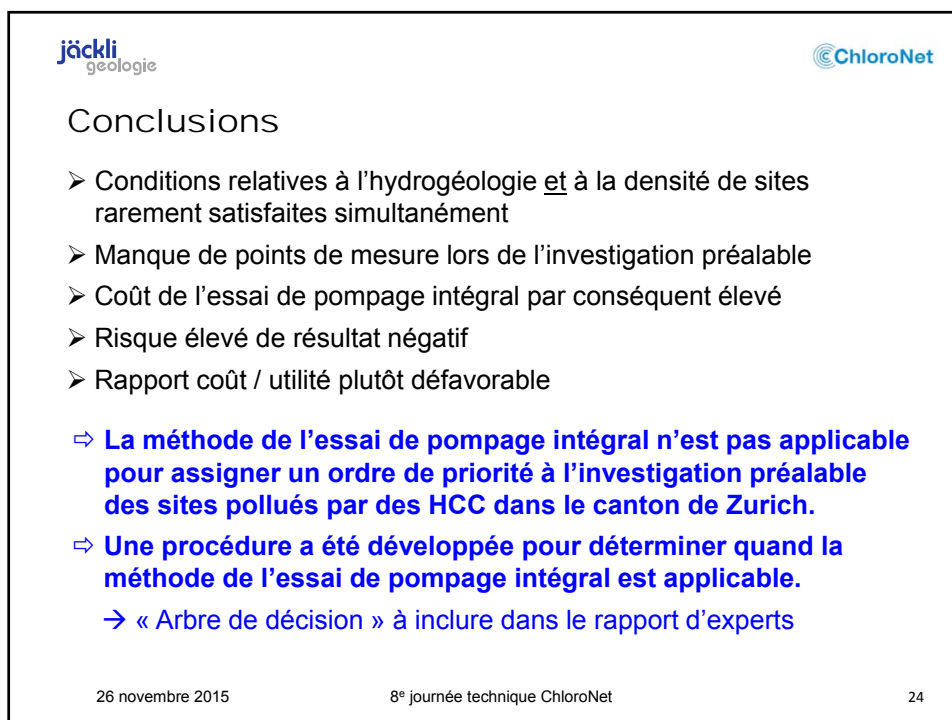 jäckli
geologie
ChloroNet
Conclusions
➢ Conditions relatives à l'hydrogéologie et à la densité de sites
rarement satisfaites simultanément
➢ Manque de points de mesure lors de l'investigation préalable
➢ Coût de l'essai de pompage intégral par conséquent élevé
➢ Risque élevé de résultat négatif
➢ Rapport coût / utilité plutôt défavorable
⇨ La méthode de l'essai de pompage intégral n'est pas applicable
pour assigner un ordre de priorité à l'investigation préalable
des sites pollués par des HCC dans le canton de Zurich.
⇨ Une procédure a été développée pour déterminer quand la
méthode de l'essai de pompage intégral est applicable.
→ « Arbre de décision » à inclure dans le rapport d'experts
26 novembre 2015 8e journée technique ChloroNet 24